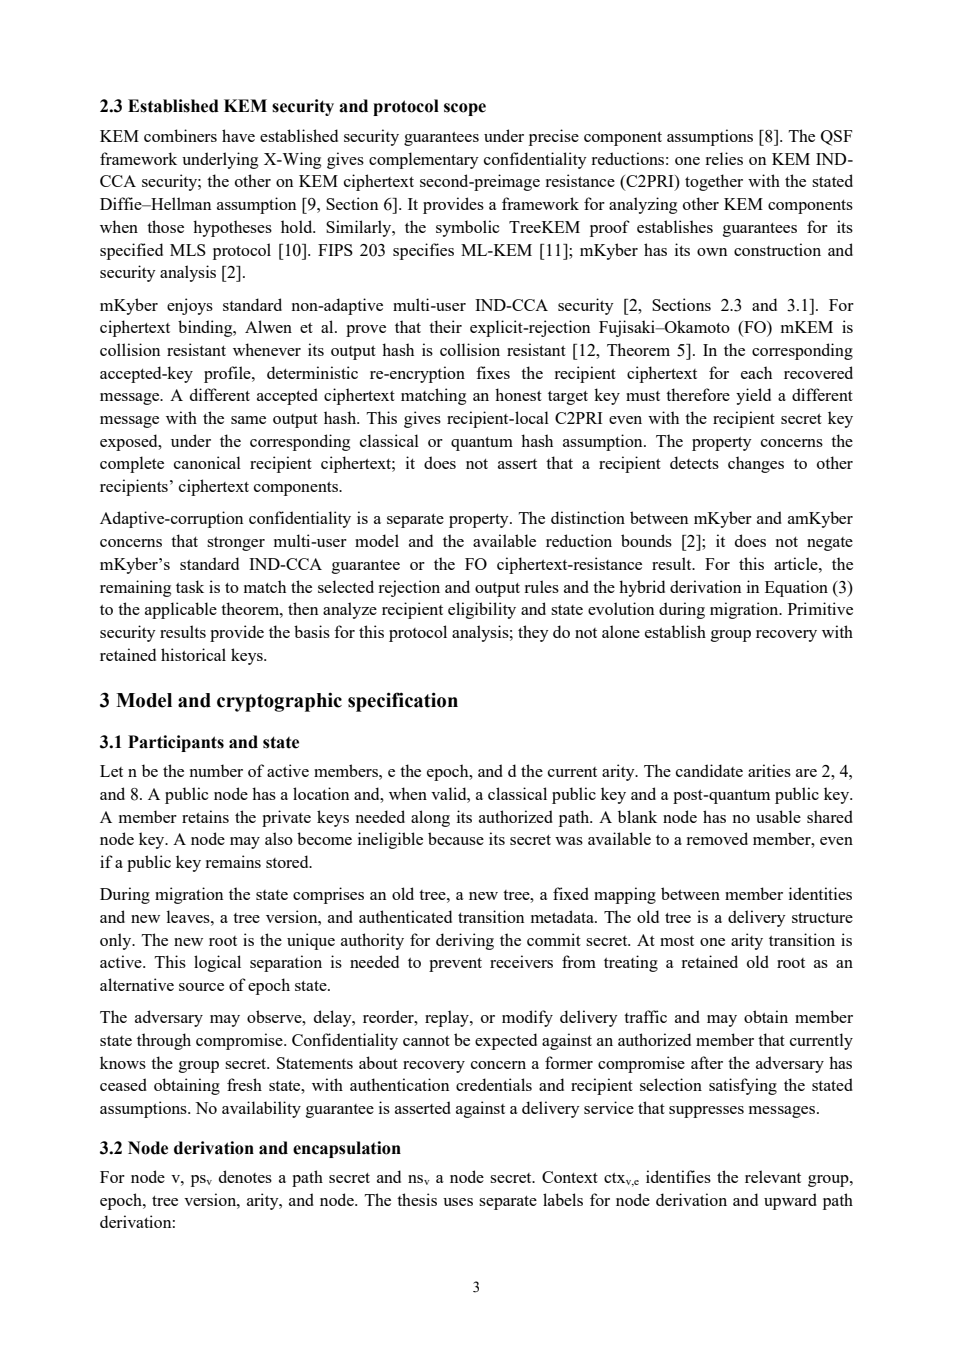 2.3 Established KEM security and protocol scope
KEM combiners have established security guarantees under precise component assumptions [8]. The QSF
framework underlying X-Wing gives complementary confidentiality reductions: one relies on KEM IND-
CCA security; the other on KEM ciphertext second-preimage resistance (C2PRI) together with the stated
Diffie–Hellman assumption [9, Section 6]. It provides a framework for analyzing other KEM components
when those hypotheses hold. Similarly, the symbolic TreeKEM proof establishes guarantees for its
specified MLS protocol [10]. FIPS 203 specifies ML-KEM [11]; mKyber has its own construction and
security analysis [2].
mKyber enjoys standard non-adaptive multi-user IND-CCA security [2, Sections 2.3 and 3.1]. For
ciphertext binding, Alwen et al. prove that their explicit-rejection Fujisaki–Okamoto (FO) mKEM is
collision resistant whenever its output hash is collision resistant [12, Theorem 5]. In the corresponding
accepted-key profile, deterministic re-encryption fixes the recipient ciphertext for each recovered
message. A different accepted ciphertext matching an honest target key must therefore yield a different
message with the same output hash. This gives recipient-local C2PRI even with the recipient secret key
exposed, under the corresponding classical or quantum hash assumption. The property concerns the
complete canonical recipient ciphertext; it does not assert that a recipient detects changes to other
recipients’ ciphertext components.
Adaptive-corruption confidentiality is a separate property. The distinction between mKyber and amKyber
concerns that stronger multi-user model and the available reduction bounds [2]; it does not negate
mKyber’s standard IND-CCA guarantee or the FO ciphertext-resistance result. For this article, the
remaining task is to match the selected rejection and output rules and the hybrid derivation in Equation (3)
to the applicable theorem, then analyze recipient eligibility and state evolution during migration. Primitive
security results provide the basis for this protocol analysis; they do not alone establish group recovery with
retained historical keys.
3 Model and cryptographic specification
3.1 Participants and state
Let n be the number of active members, e the epoch, and d the current arity. The candidate arities are 2, 4,
and 8. A public node has a location and, when valid, a classical public key and a post-quantum public key.
A member retains the private keys needed along its authorized path. A blank node has no usable shared
node key. A node may also become ineligible because its secret was available to a removed member, even
if a public key remains stored.
During migration the state comprises an old tree, a new tree, a fixed mapping between member identities
and new leaves, a tree version, and authenticated transition metadata. The old tree is a delivery structure
only. The new root is the unique authority for deriving the commit secret. At most one arity transition is
active. This logical separation is needed to prevent receivers from treating a retained old root as an
alternative source of epoch state.
The adversary may observe, delay, reorder, replay, or modify delivery traffic and may obtain member
state through compromise. Confidentiality cannot be expected against an authorized member that currently
knows the group secret. Statements about recovery concern a former compromise after the adversary has
ceased obtaining fresh state, with authentication credentials and recipient selection satisfying the stated
assumptions. No availability guarantee is asserted against a delivery service that suppresses messages.
3.2 Node derivation and encapsulation
For node v, psᵥ denotes a path secret and nsᵥ a node secret. Context ctxᵥ,ₑ identifies the relevant group,
epoch, tree version, arity, and node. The thesis uses separate labels for node derivation and upward path
derivation:
3